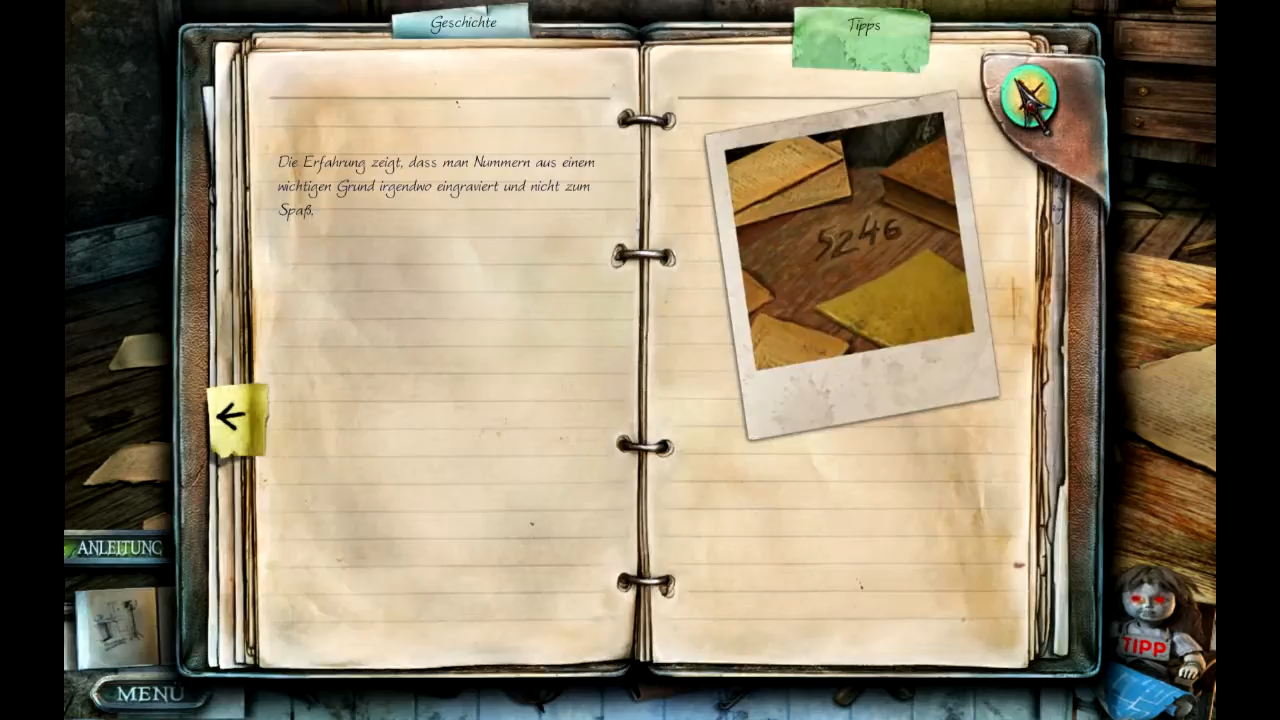 Geschichte
Tipps
Die Erfahrung zeigt, dass man Nummern aus einem
wichtigen Grund irgendwo eingraviert und nicht zum
Spaß.
5246
ANLEITUNG
MENÜ
TIPP